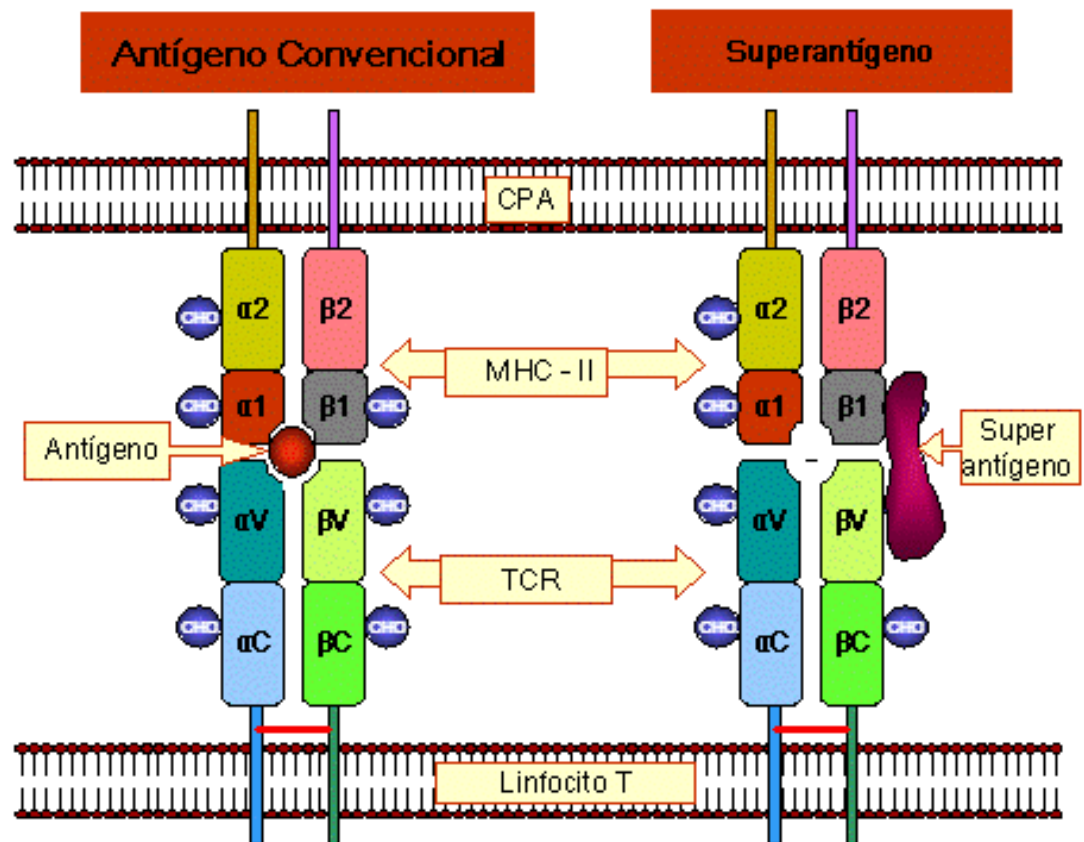 Antígeno Convencional
Superantígeno
CPA
α2
β2
α2
β2
CHO
CHO
MHC - II
α1
β1
α1
β1
CHO
CHO
CHO
Antígeno
Super
antígeno
-
αV
βV
αV
βV
CHO
CHO
CHO
TCR
αC
βC
αC
βC
CHO
CHO
CHO
CHO
Linfocito T